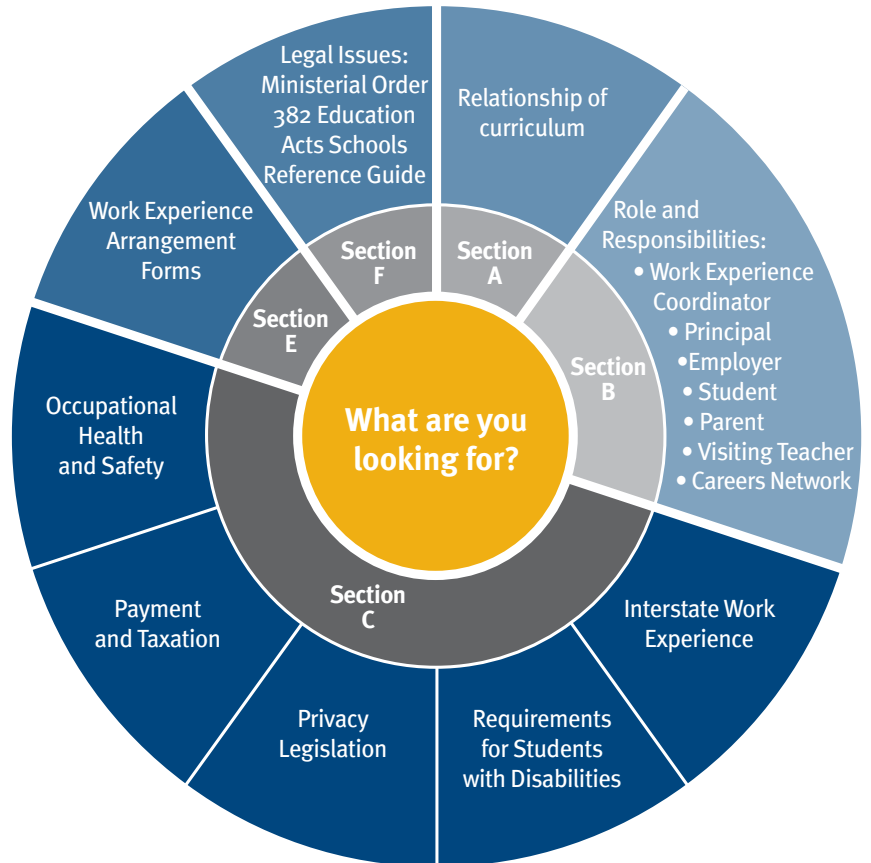 What are you
looking for?
Section
A
Relationship of
curriculum
Section
B
Role and
Responsibilities:
• Work Experience
Coordinator
• Principal
•Employer
• Student
• Parent
• Visiting Teacher
• Careers Network
Section
C
Interstate Work
Experience
Requirements
for Students
with Disabilities
Privacy
Legislation
Payment
and Taxation
Occupational
Health
and Safety
Section
E
Work Experience
Arrangement
Forms
Section
F
Legal Issues:
Ministerial Order
382 Education
Acts Schools
Reference Guide